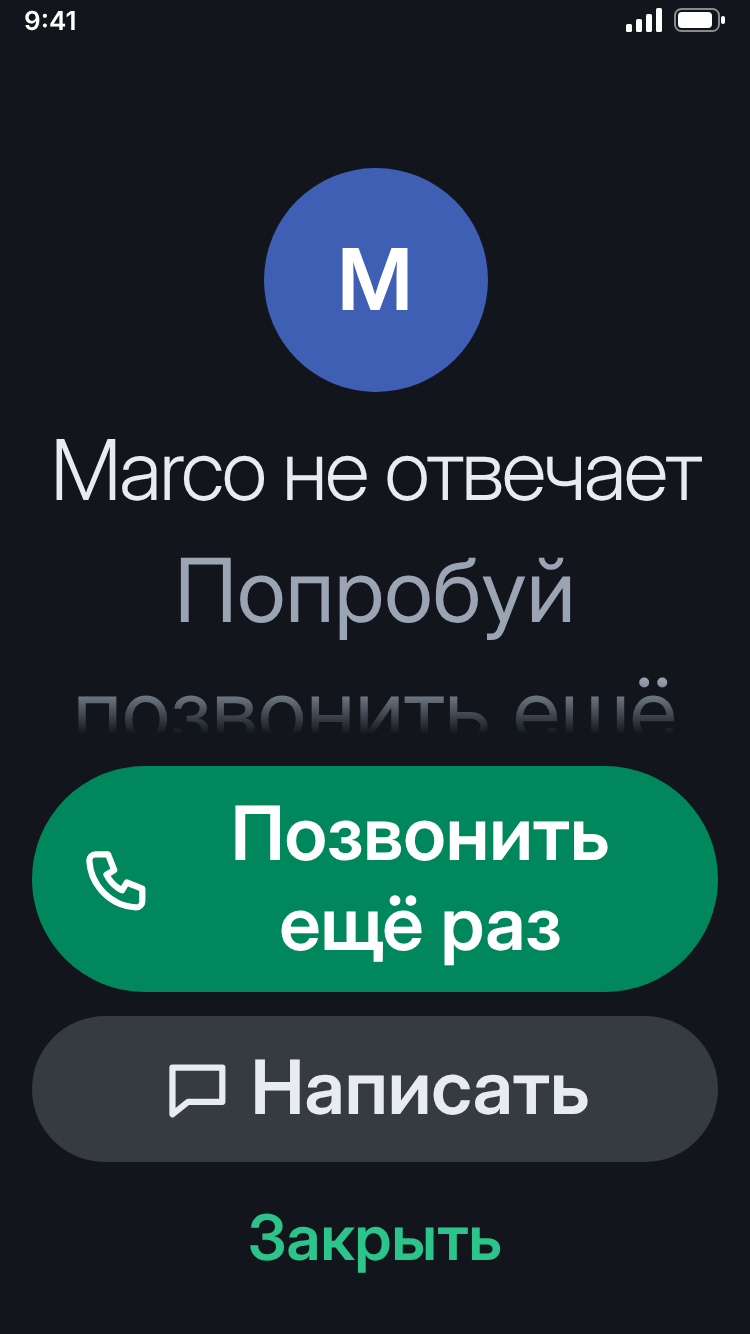 9:41
M
Marco не отвечает
Попробуй
позвонить ещё
Позвонить
ещё раз
Написать
Закрыть